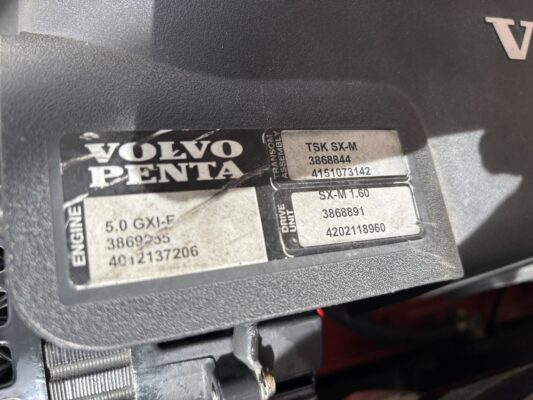 V
VOLVO
PENTA
ENGINE
5.0 GXI-F
4012137206
TRANSOM
ASSEMBLY
TSK SX-M
3868844
4151073142
DRIVE
UNIT
SX-M 1.60
3868891
4202118960